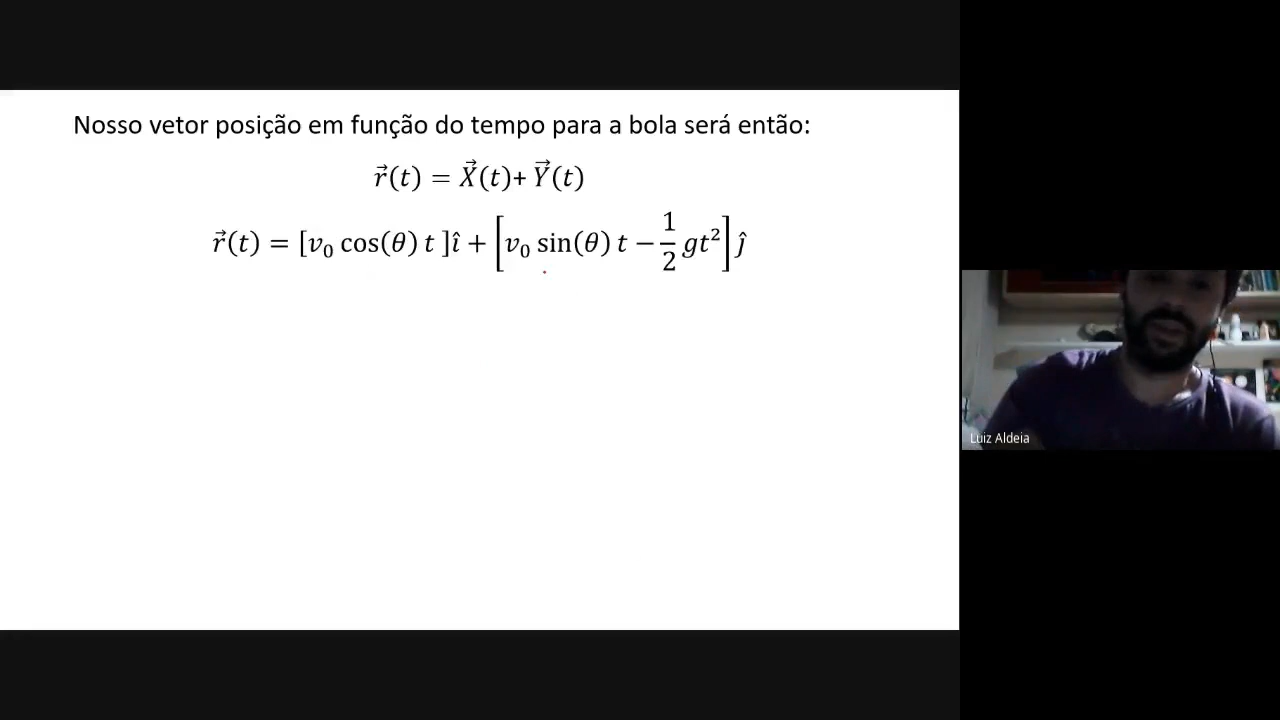 Nosso vetor posição em função do tempo para a bola será então:
r⃗(t) = X⃗(t)+ Y⃗(t)
r⃗(t) = [v₀ cos(θ) t ]î + [v₀ sin(θ) t − 1/2 gt²] ĵ
Luiz Aldeia